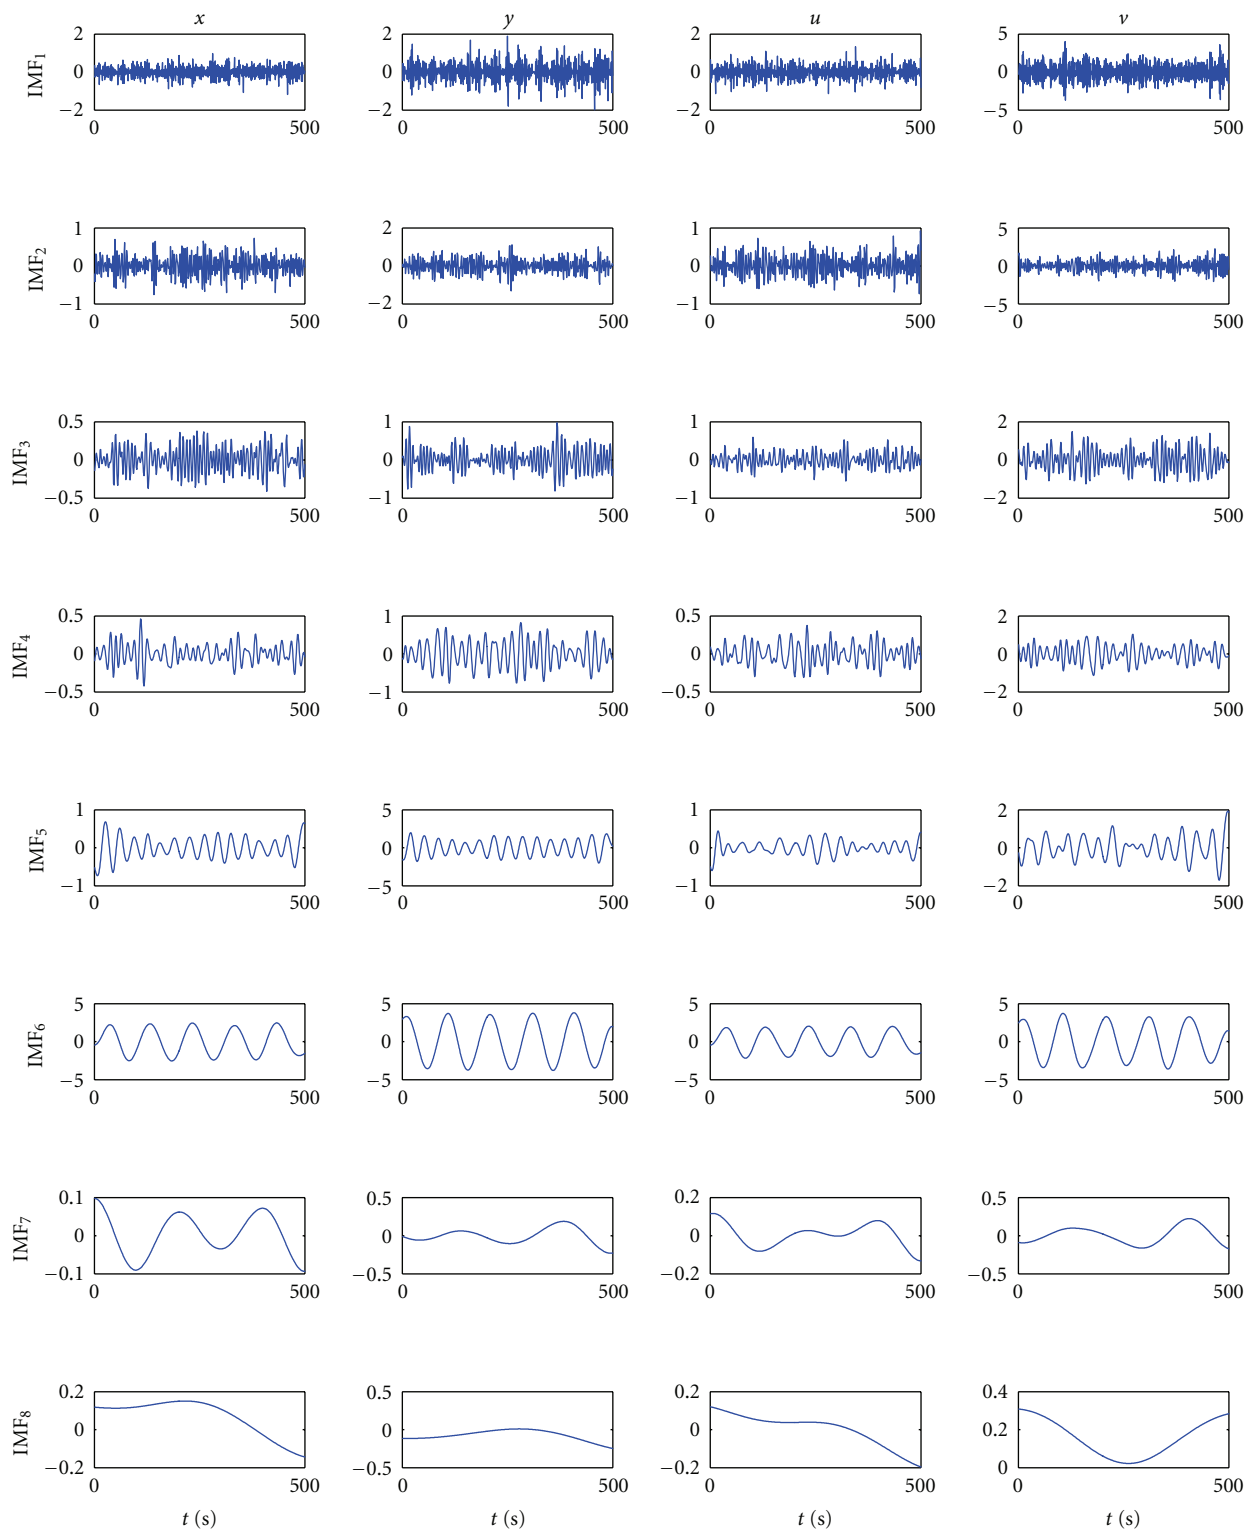 x y u v
IMF1
2 2 2 5
0 0 0 0
−2 −2 −2 −5
0 500 0 500 0 500 0 500
IMF2
1 2 1 5
0 0 0 0
−1 −2 −1 −5
0 500 0 500 0 500 0 500
IMF3
0.5 1 1 2
0 0 0 0
−0.5 −1 −1 −2
0 500 0 500 0 500 0 500
IMF4
0.5 1 0.5 2
0 0 0 0
−0.5 −1 −0.5 −2
0 500 0 500 0 500 0 500
IMF5
1 5 1 2
0 0 0 0
−1 −5 −1 −2
0 500 0 500 0 500 0 500
IMF6
5 5 5 5
0 0 0 0
−5 −5 −5 −5
0 500 0 500 0 500 0 500
IMF7
0.1 0.5 0.2 0.5
0 0 0 0
−0.1 −0.5 −0.2 −0.5
0 500 0 500 0 500 0 500
IMF8
0.2 0.5 0.2 0.4
0 0 0 0.2
−0.2 −0.5 −0.2 0
0 500 0 500 0 500 0 500
t (s) t (s) t (s) t (s)